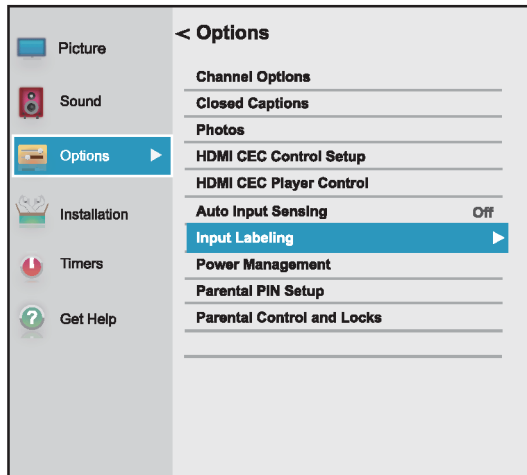 Picture
Sound
Options
Installation
Timers
Get Help
< Options
Channel Options
Closed Captions
Photos
HDMI CEC Control Setup
HDMI CEC Player Control
Auto Input Sensing Off
Input Labeling
Power Management
Parental PIN Setup
Parental Control and Locks